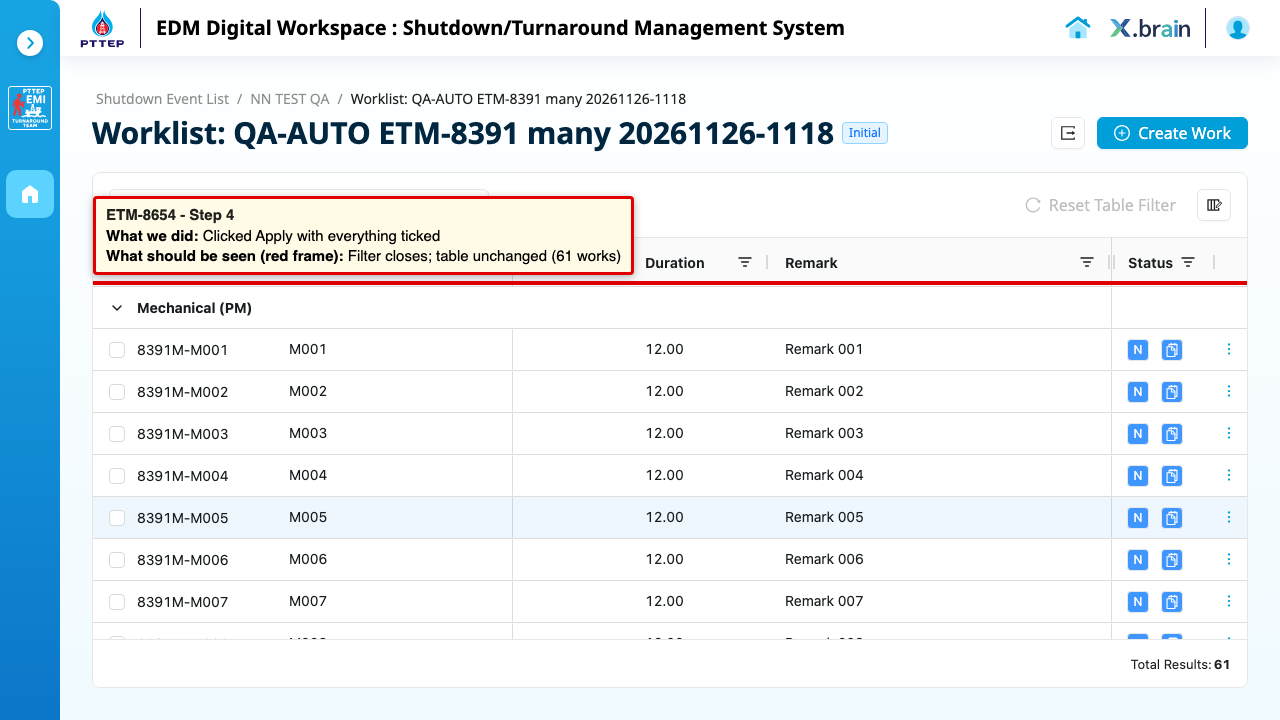 PTTEP
EDM Digital Workspace : Shutdown/Turnaround Management System
X.brain
PTTEP
EMI
TURNAROUND
TEAM
Shutdown Event List / NN TEST QA / Worklist: QA-AUTO ETM-8391 many 20261126-1118
Worklist: QA-AUTO ETM-8391 many 20261126-1118 Initial
Create Work
Reset Table Filter
ETM-8654 - Step 4
What we did: Clicked Apply with everything ticked
What should be seen (red frame): Filter closes; table unchanged (61 works)
Duration Remark Status
Mechanical (PM)
8391M-M001 M001 12.00 Remark 001 N
8391M-M002 M002 12.00 Remark 002 N
8391M-M003 M003 12.00 Remark 003 N
8391M-M004 M004 12.00 Remark 004 N
8391M-M005 M005 12.00 Remark 005 N
8391M-M006 M006 12.00 Remark 006 N
8391M-M007 M007 12.00 Remark 007 N
Total Results: 61